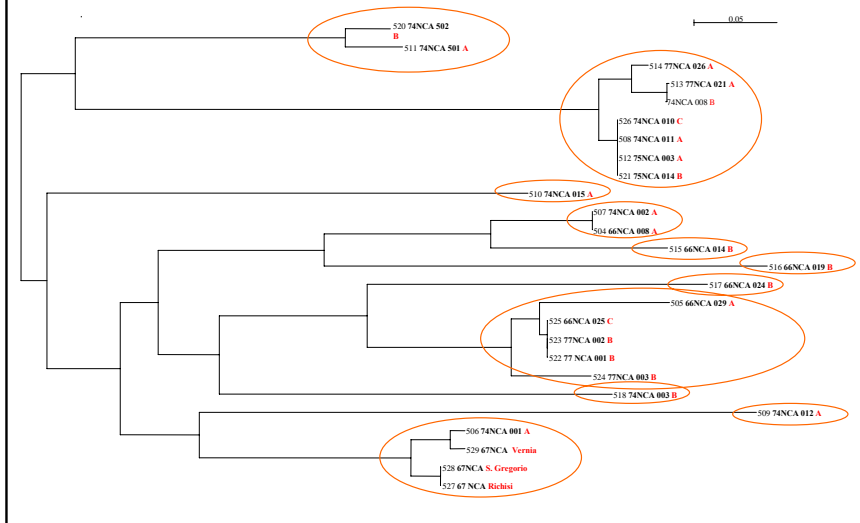 0.05
520 74NCA 502
B
511 74NCA 501 A
514 77NCA 026 A
513 77NCA 021 A
74NCA 008 B
526 74NCA 010 C
508 74NCA 011 A
512 75NCA 003 A
521 75NCA 014 B
510 74NCA 015 A
507 74NCA 002 A
504 66NCA 008 A
515 66NCA 014 B
516 66NCA 019 B
517 66NCA 024 B
505 66NCA 029 A
525 66NCA 025 C
523 77NCA 002 B
522 77 NCA 001 B
524 77NCA 003 B
518 74NCA 003 B
509 74NCA 012 A
506 74NCA 001 A
529 67NCA Vernia
528 67NCA S. Gregorio
527 67 NCA Richisi